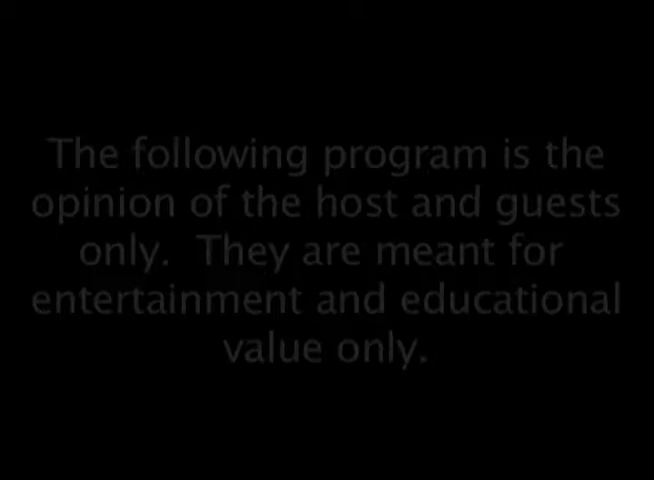 The following program is the
opinion of the host and guests
only.  They are meant for
entertainment and educational
value only.